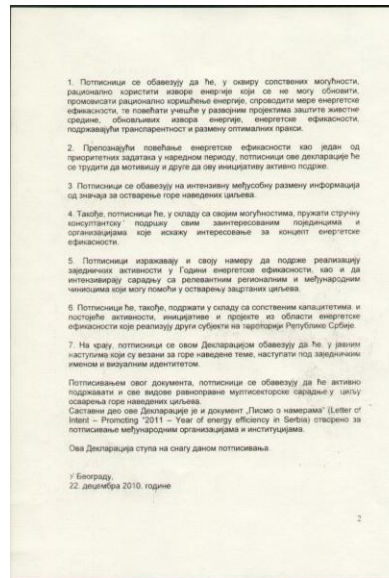 1. Потписници се обавезују да ће, у оквиру сопствених могућности,
рационално користити изворе енергије који се не могу обновити,
промовисати рационално коришћење енергије, спроводити мере енергетске
ефикасности, те повећати учешће у развојним пројектима заштите животне
средине, обновљивих извора енергије, енергетске ефикасности,
подржавајући транспарентност и размену оптималних пракси.
2. Препознајући повећање енергетске ефикасности као један од
приоритетних задатака у наредном периоду, потписници ове декларације ће
се трудити да мотивишу и друге да ову иницијативу активно подрже.
3. Потписници се обавезују на интензивну међусобну размену информација
од значаја за остварење горе наведених циљева.
4. Такође, потписници ће, у складу са својим могућностима, пружати стручну
консултантску подршку свим заинтересованим појединцима и
организацијама које искажу интересовање за концепт енергетске
ефикасности.
5. Потписници изражавају и своју намеру да подрже реализацију
заједничких активности у Години енергетске ефикасности, као и да
интензивирају сарадњу са релевантним регионалним и међународним
чиниоцима који могу помоћи у остварењу зацртаних циљева.
6. Потписници ће, такође, подржати у складу са сопственим капацитетима, и
постојеће активности, иницијативе и пројекте из области енергетске
ефикасности које реализују други субјекти на територији Републике Србије.
7. На крају, потписници се овом Декларацијом обавезују да ће, у јавним
наступима који су везани за горе наведене теме, наступати под заједничким
именом и визуалним идентитетом.
Потписивањем овог документа, потписници се обавезују да ће активно
подржавати и све видове равноправне мултисекторске сарадње у циљу
осварења горе наведених циљева.
Саставни део ове Декларације је и документ „Писмо о намерама“ (Letter of
Intent – Promoting “2011 – Year of energy efficiency in Serbia) отворено за
потписивање међународним организацијама и институцијама.
Ова Декларација ступа на снагу даном потписивања.
У Београду,
22. децембра 2010. године
2